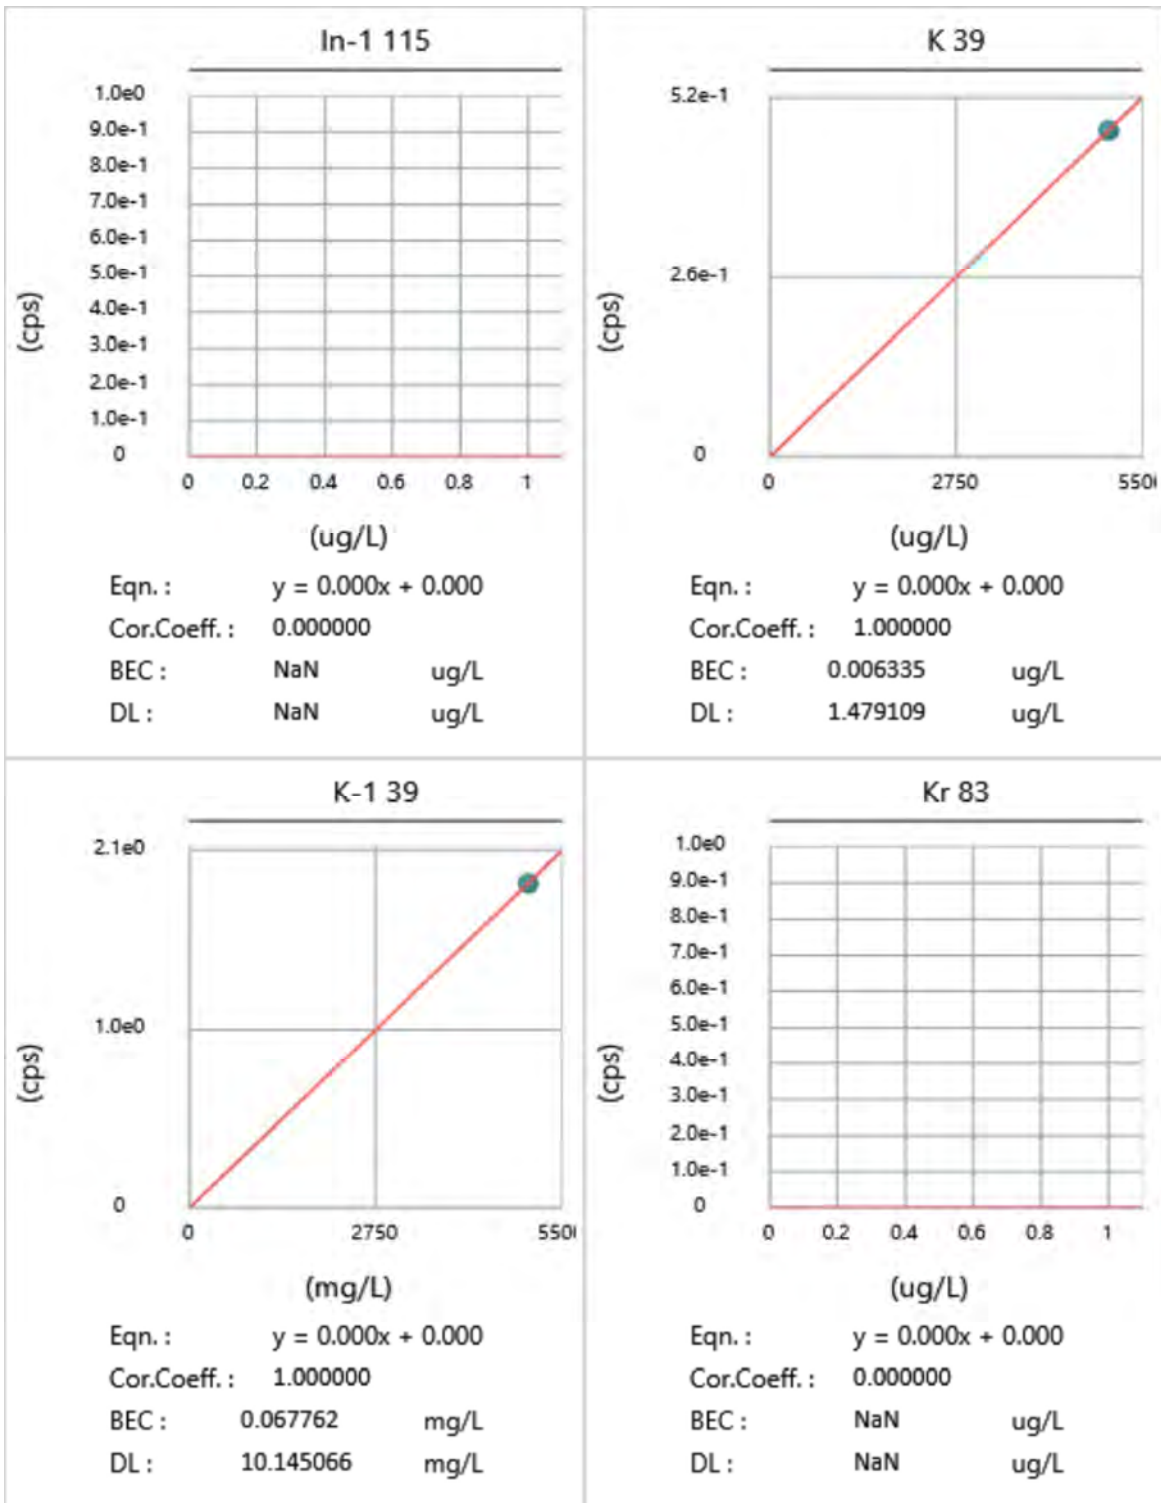 In-1 115
1.0e0
9.0e-1
8.0e-1
7.0e-1
6.0e-1
5.0e-1
4.0e-1
3.0e-1
2.0e-1
1.0e-1
0
(cps)
0 0.2 0.4 0.6 0.8 1
(ug/L)
Eqn. : y = 0.000x + 0.000
Cor.Coeff. : 0.000000
BEC : NaN ug/L
DL : NaN ug/L
K 39
5.2e-1
2.6e-1
0
(cps)
0 2750 550
(ug/L)
Eqn. : y = 0.000x + 0.000
Cor.Coeff. : 1.000000
BEC : 0.006335 ug/L
DL : 1.479109 ug/L
K-1 39
2.1e0
1.0e0
0
(cps)
0 2750 550
(mg/L)
Eqn. : y = 0.000x + 0.000
Cor.Coeff. : 1.000000
BEC : 0.067762 mg/L
DL : 10.145066 mg/L
Kr 83
1.0e0
9.0e-1
8.0e-1
7.0e-1
6.0e-1
5.0e-1
4.0e-1
3.0e-1
2.0e-1
1.0e-1
0
(cps)
0 0.2 0.4 0.6 0.8 1
(ug/L)
Eqn. : y = 0.000x + 0.000
Cor.Coeff. : 0.000000
BEC : NaN ug/L
DL : NaN ug/L